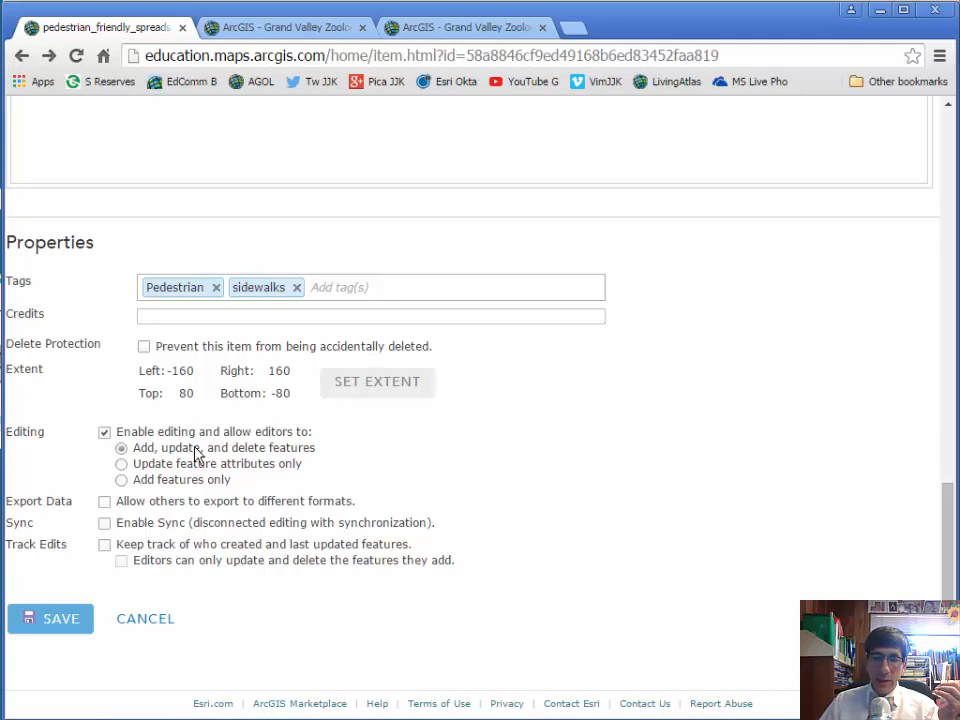 pedestrian_friendly_spreads
ArcGIS - Grand Valley Zoolo
ArcGIS - Grand Valley Zoolo
education.maps.arcgis.com/home/item.html?id=58a8846cf9ed49168b6ed83452faa819
Apps S Reserves EdComm B AGOL Tw JJK Pica JJK Esri Okta YouTube G VimJJK LivingAtlas MS Live Pho Other bookmarks
Properties
Tags Pedestrian x sidewalks x Add tag(s)
Credits
Delete Protection Prevent this item from being accidentally deleted.
Extent Left: -160 Right: 160 SET EXTENT
Top: 80 Bottom: -80
Editing Enable editing and allow editors to:
Add, update, and delete features
Update feature attributes only
Add features only
Export Data Allow others to export to different formats.
Sync Enable Sync (disconnected editing with synchronization).
Track Edits Keep track of who created and last updated features.
Editors can only update and delete the features they add.
SAVE CANCEL
Esri.com ArcGIS Marketplace Help Terms of Use Privacy Contact Esri Contact Us Report Abuse